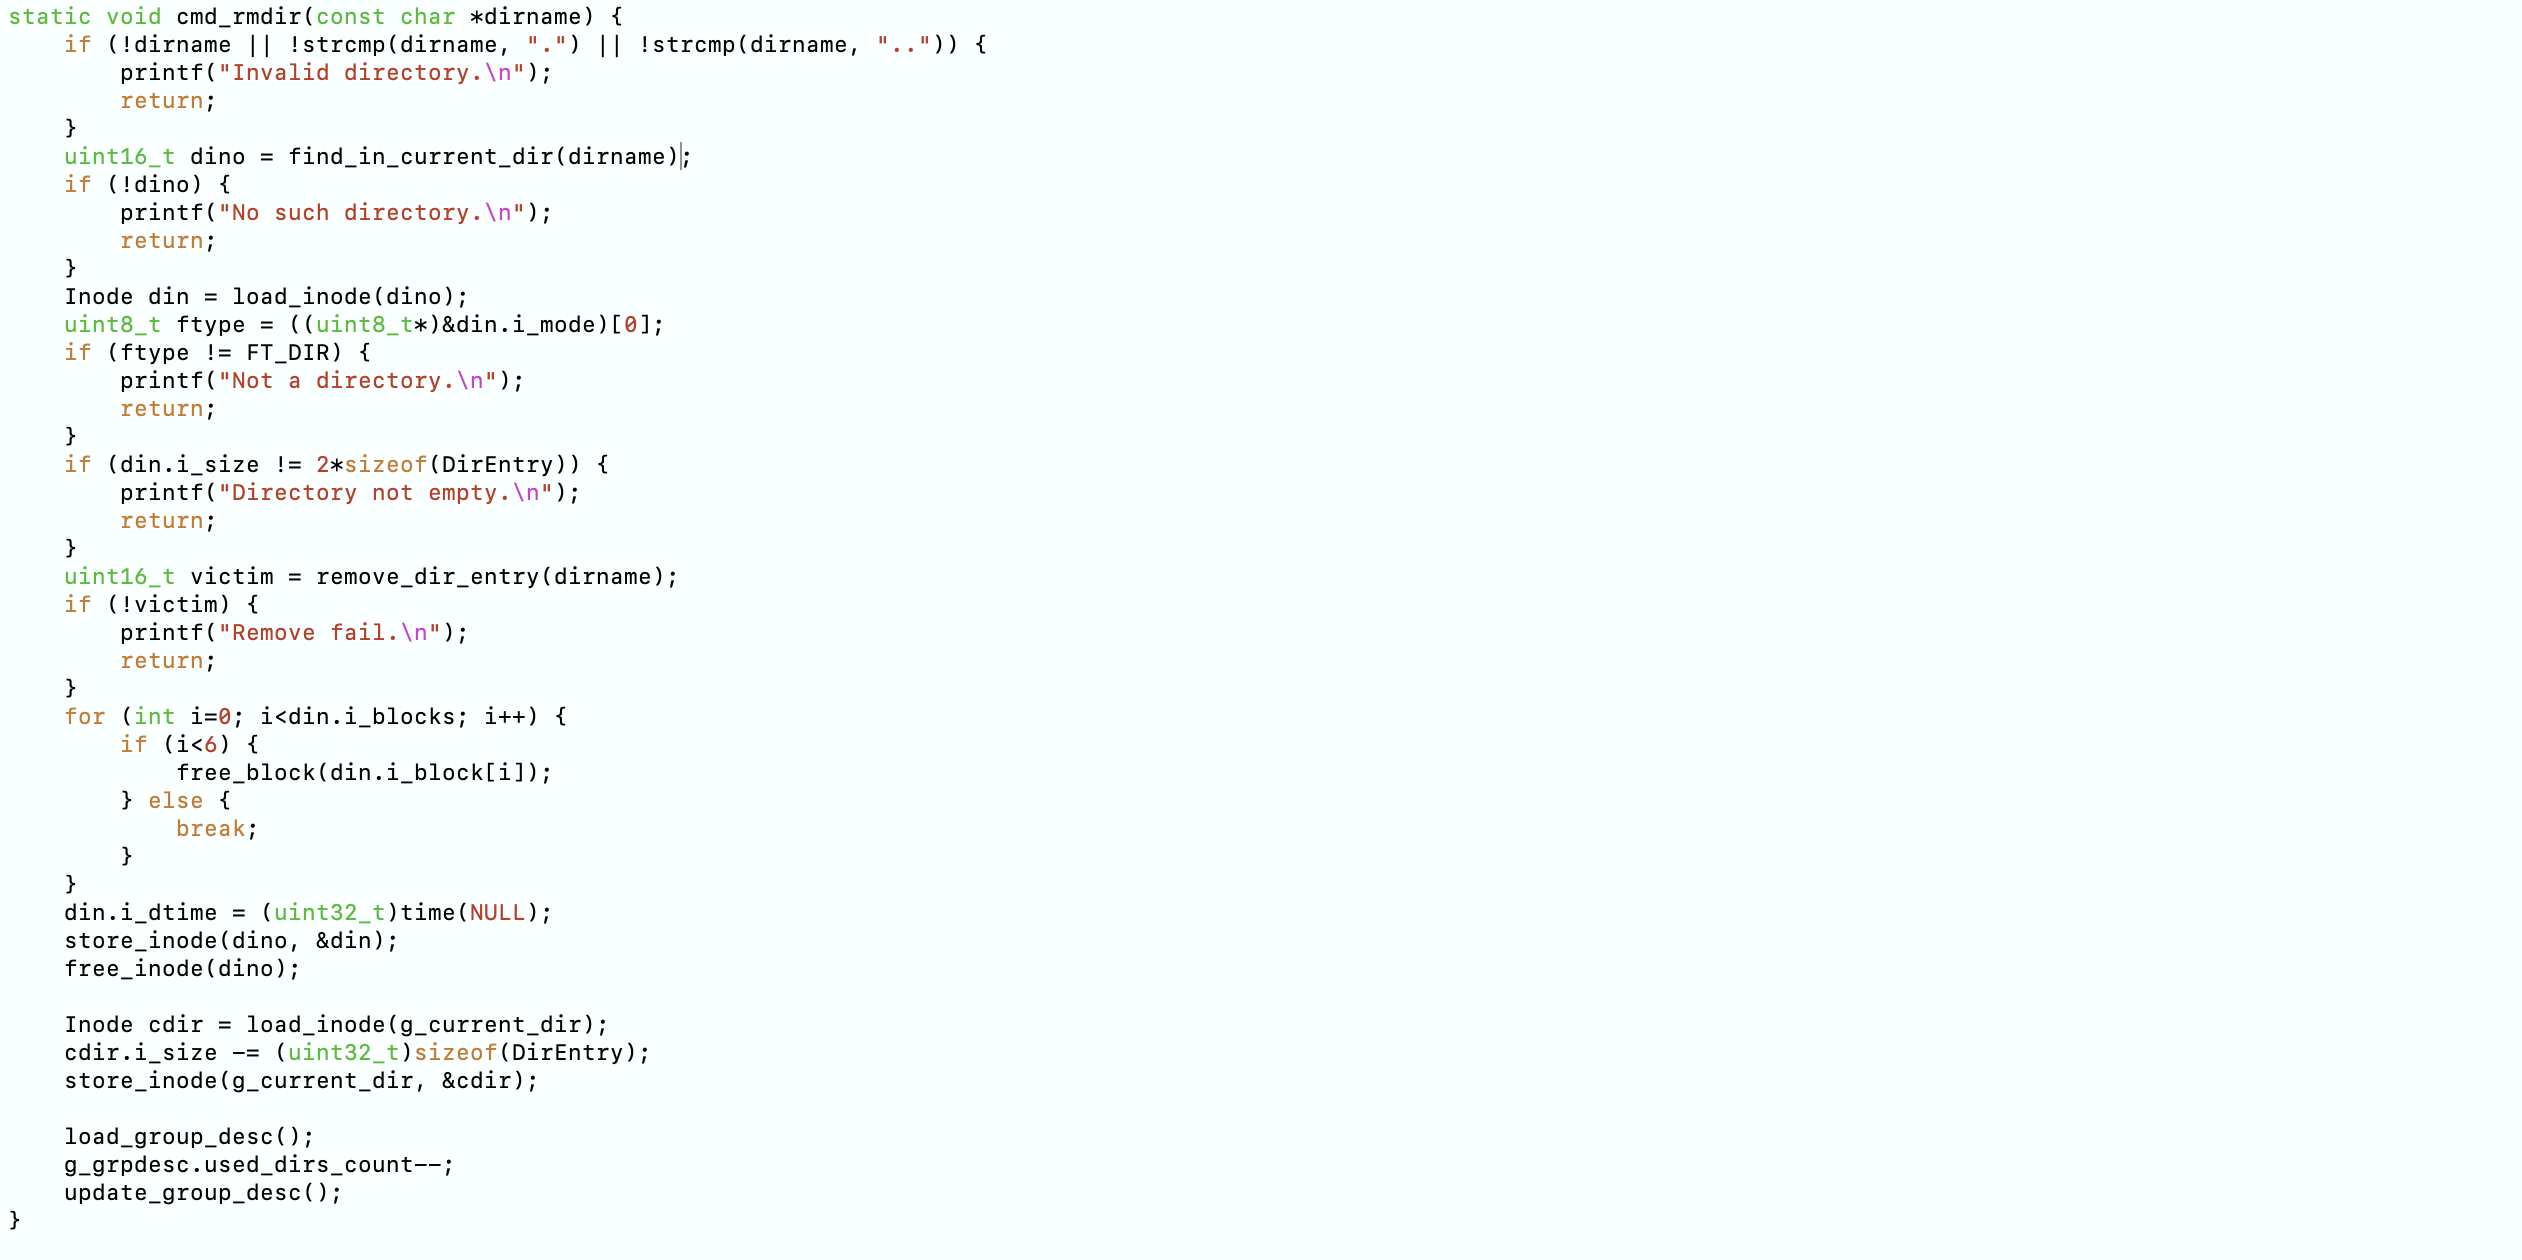 static void cmd_rmdir(const char *dirname) {
    if (!dirname || !strcmp(dirname, ".") || !strcmp(dirname, "..")) {
        printf("Invalid directory.\n");
        return;
    }
    uint16_t dino = find_in_current_dir(dirname);
    if (!dino) {
        printf("No such directory.\n");
        return;
    }
    Inode din = load_inode(dino);
    uint8_t ftype = ((uint8_t*)&din.i_mode)[0];
    if (ftype != FT_DIR) {
        printf("Not a directory.\n");
        return;
    }
    if (din.i_size != 2*sizeof(DirEntry)) {
        printf("Directory not empty.\n");
        return;
    }
    uint16_t victim = remove_dir_entry(dirname);
    if (!victim) {
        printf("Remove fail.\n");
        return;
    }
    for (int i=0; i<din.i_blocks; i++) {
        if (i<6) {
            free_block(din.i_block[i]);
        } else {
            break;
        }
    }
    din.i_dtime = (uint32_t)time(NULL);
    store_inode(dino, &din);
    free_inode(dino);

    Inode cdir = load_inode(g_current_dir);
    cdir.i_size -= (uint32_t)sizeof(DirEntry);
    store_inode(g_current_dir, &cdir);

    load_group_desc();
    g_grpdesc.used_dirs_count--;
    update_group_desc();
}